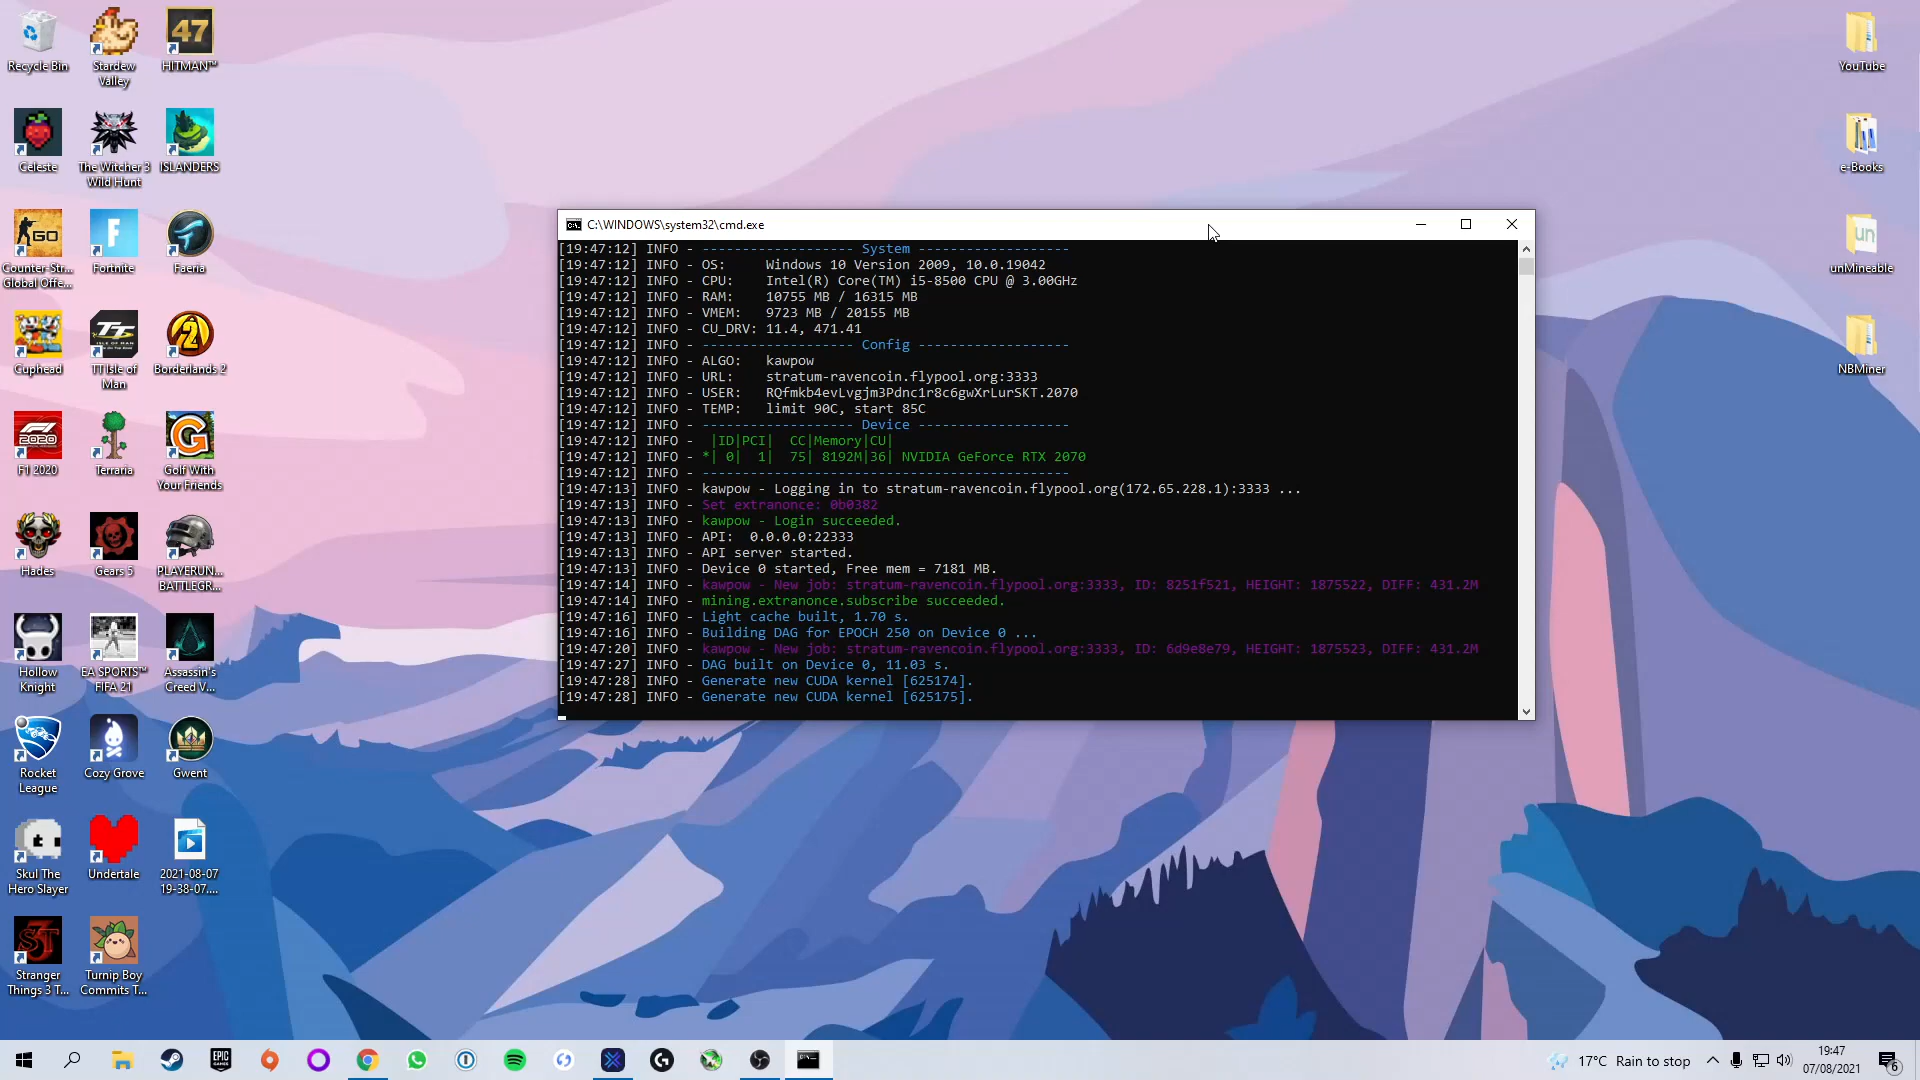 Recycle Bin
Stardew
Valley
HITMAN™
Celeste
The Witcher 3
Wild Hunt
ISLANDERS
Counter-Str...
Global Offe...
Fortnite
Faeria
Cuphead
TT Isle of
Man
Borderlands 2
F1 2020
Terraria
Golf With
Your Friends
Hades
Gears 5
PLAYERUN...
BATTLEGR...
Hollow
Knight
EA SPORTS™
FIFA 21
Assassin's
Creed V...
Rocket
League
Cozy Grove
Gwent
Skul The
Hero Slayer
Undertale
2021-08-07
19-38-07....
Stranger
Things 3 T...
Turnip Boy
Commits T...
C:\WINDOWS\system32\cmd.exe
[19:47:12] INFO - ------------------- System -------------------
[19:47:12] INFO - OS:     Windows 10 Version 2009, 10.0.19042
[19:47:12] INFO - CPU:    Intel(R) Core(TM) i5-8500 CPU @ 3.00GHz
[19:47:12] INFO - RAM:    10755 MB / 16315 MB
[19:47:12] INFO - VMEM:   9723 MB / 20155 MB
[19:47:12] INFO - CU_DRV: 11.4, 471.41
[19:47:12] INFO - ------------------- Config -------------------
[19:47:12] INFO - ALGO:   kawpow
[19:47:12] INFO - URL:    stratum-ravencoin.flypool.org:3333
[19:47:12] INFO - USER:   RQfmkb4evLvgjm3Pdnc1r8c6gwXrLurSKT.2070
[19:47:12] INFO - TEMP:   limit 90C, start 85C
[19:47:12] INFO - ------------------- Device -------------------
[19:47:12] INFO -  |ID|PCI|  CC|Memory|CU|
[19:47:12] INFO - *| 0|  1|  75| 8192M|36| NVIDIA GeForce RTX 2070
[19:47:12] INFO - ----------------------------------------------
[19:47:13] INFO - kawpow - Logging in to stratum-ravencoin.flypool.org(172.65.228.1):3333 ...
[19:47:13] INFO - Set extranonce: 0b0382
[19:47:13] INFO - kawpow - Login succeeded.
[19:47:13] INFO - API:  0.0.0.0:22333
[19:47:13] INFO - API server started.
[19:47:13] INFO - Device 0 started, Free mem = 7181 MB.
[19:47:14] INFO - kawpow - New job: stratum-ravencoin.flypool.org:3333, ID: 8251f521, HEIGHT: 1875522, DIFF: 431.2M
[19:47:14] INFO - mining.extranonce.subscribe succeeded.
[19:47:16] INFO - Light cache built, 1.70 s.
[19:47:16] INFO - Building DAG for EPOCH 250 on Device 0 ...
[19:47:20] INFO - kawpow - New job: stratum-ravencoin.flypool.org:3333, ID: 6d9e8e79, HEIGHT: 1875523, DIFF: 431.2M
[19:47:27] INFO - DAG built on Device 0, 11.03 s.
[19:47:28] INFO - Generate new CUDA kernel [625174].
[19:47:28] INFO - Generate new CUDA kernel [625175].
YouTube
e-Books
unMineable
NBMiner
17°C Rain to stop
19:47
07/08/2021
6